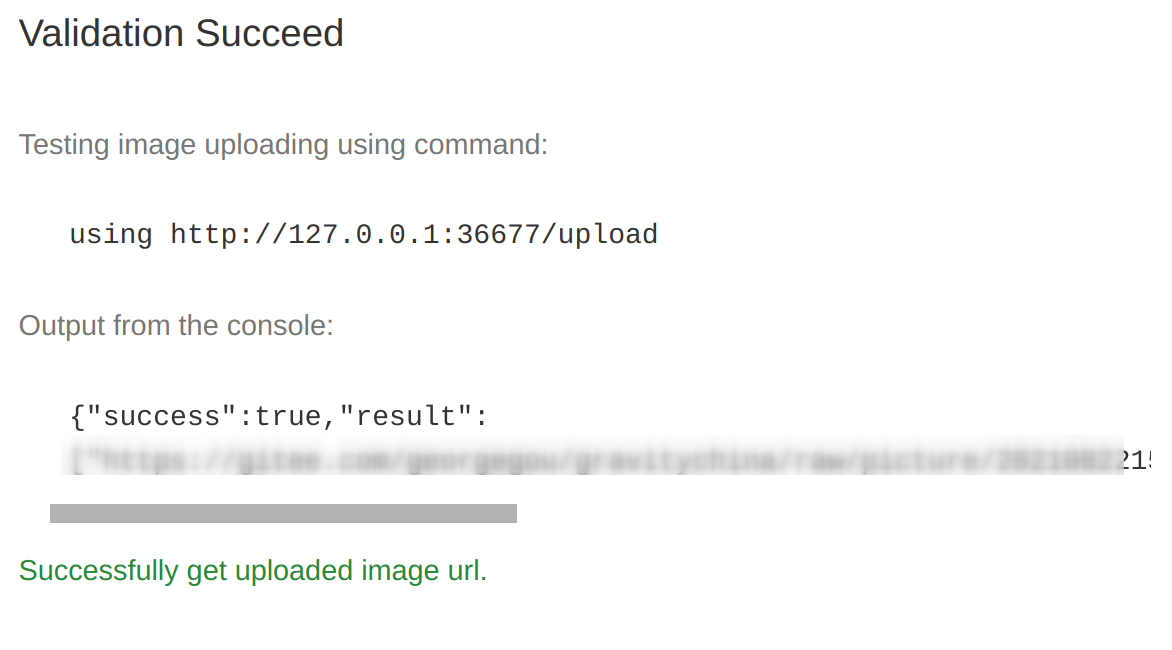 Validation Succeed
Testing image uploading using command:
using http://127.0.0.1:36677/upload
Output from the console:
{"success":true,"result":
215
Successfully get uploaded image url.